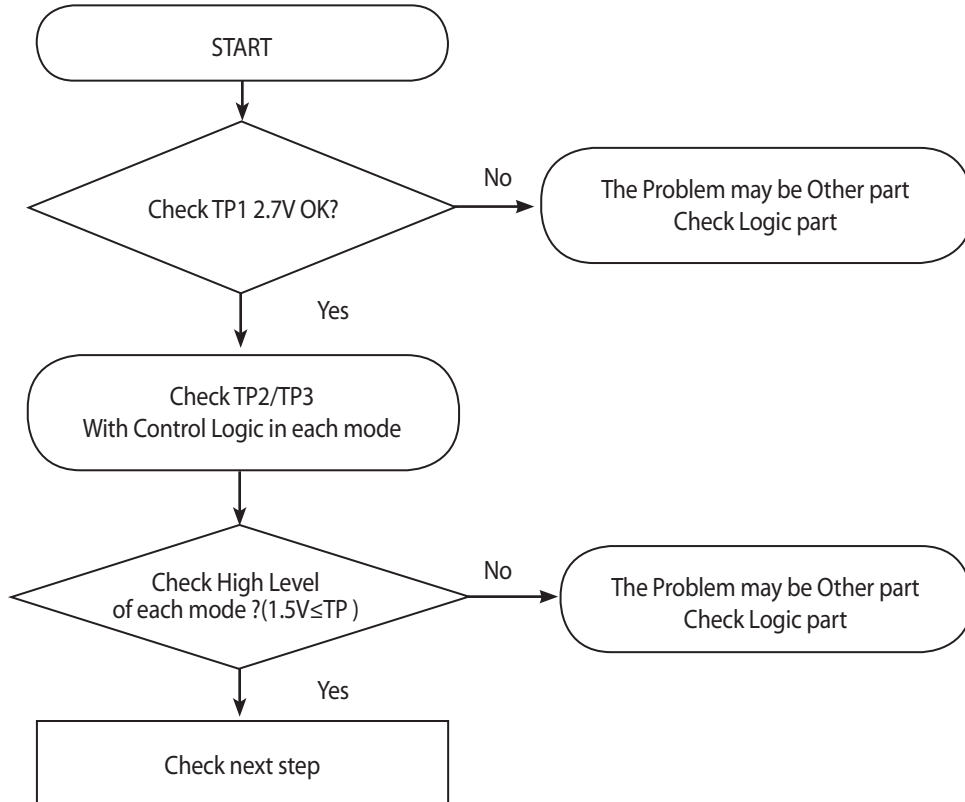 START
Check TP1 2.7V OK?
No
The Problem may be Other part
Check Logic part
Yes
Check TP2/TP3
With Control Logic in each mode
Check High Level
of each mode ?(1.5V≤TP )
No
The Problem may be Other part
Check Logic part
Yes
Check next step